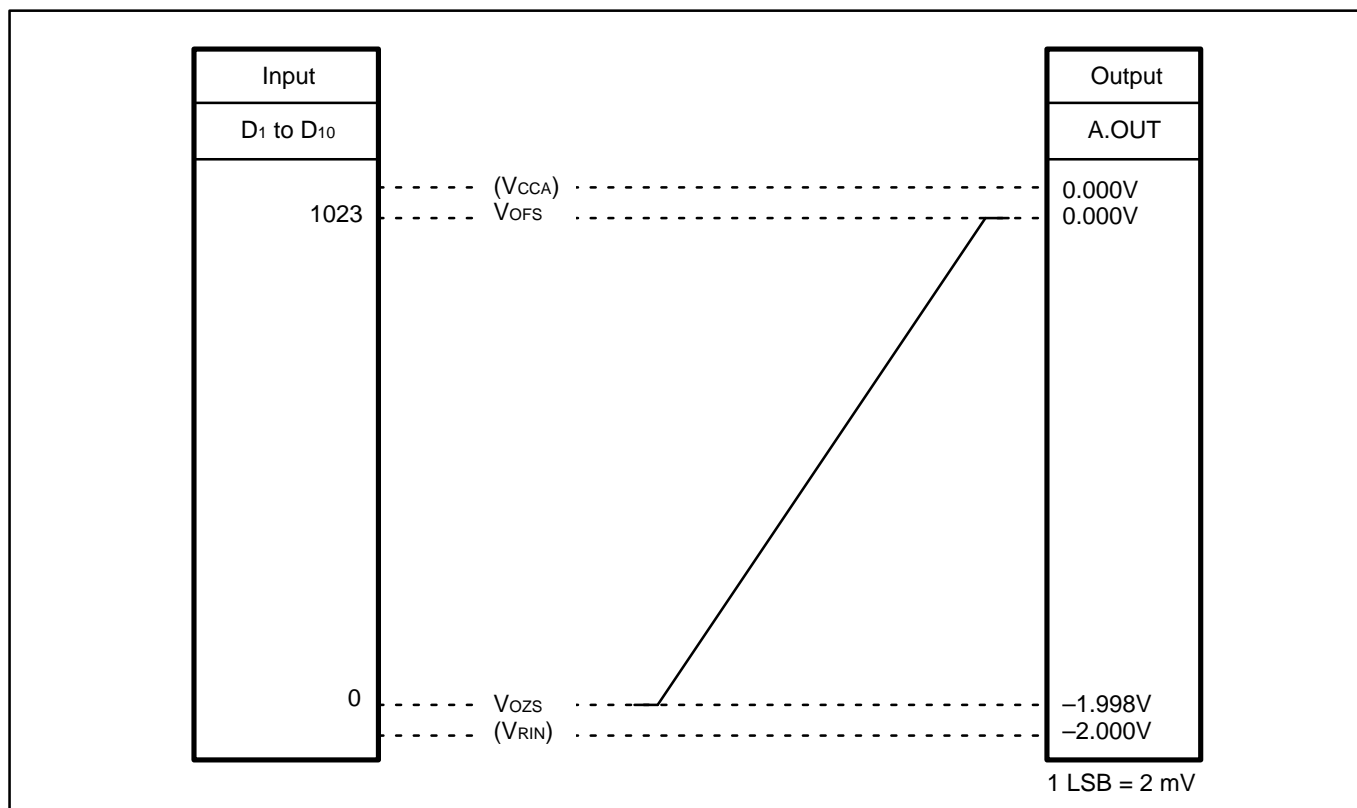 Input
Output
D1 to D10
A.OUT
(VCCA)
0.000V
1023
VOFS
0.000V
0
VOZS
–1.998V
(VRIN)
–2.000V
1 LSB = 2 mV